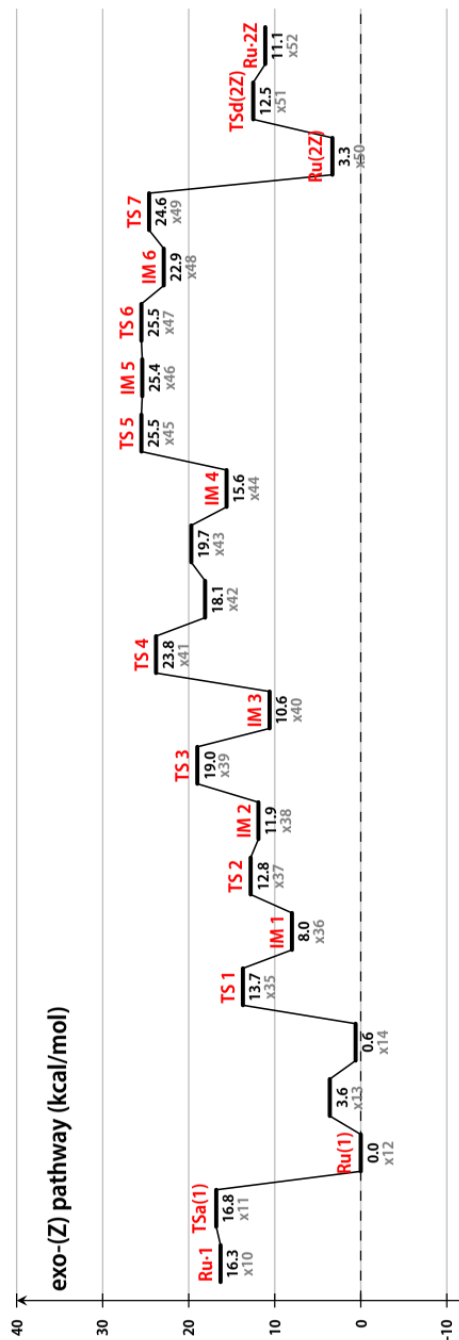 exo-(Z) pathway (kcal/mol)
40
30
20
10
0
-10
Ru·1
16.3
x10
TSa(1)
16.8
x11
Ru(1)
0.0
x12
3.6
x13
0.6
x14
TS 1
13.7
x35
IM 1
8.0
x36
TS 2
12.8
x37
IM 2
11.9
x38
TS 3
19.0
x39
IM 3
10.6
x40
TS 4
23.8
x41
18.1
x42
19.7
x43
IM 4
15.6
x44
TS 5
25.5
x45
IM 5
25.4
x46
TS 6
25.5
x47
IM 6
22.9
x48
TS 7
24.6
x49
Ru(2Z)
3.3
x50
TSd(2Z)
12.5
x51
Ru·2Z
11.1
x52